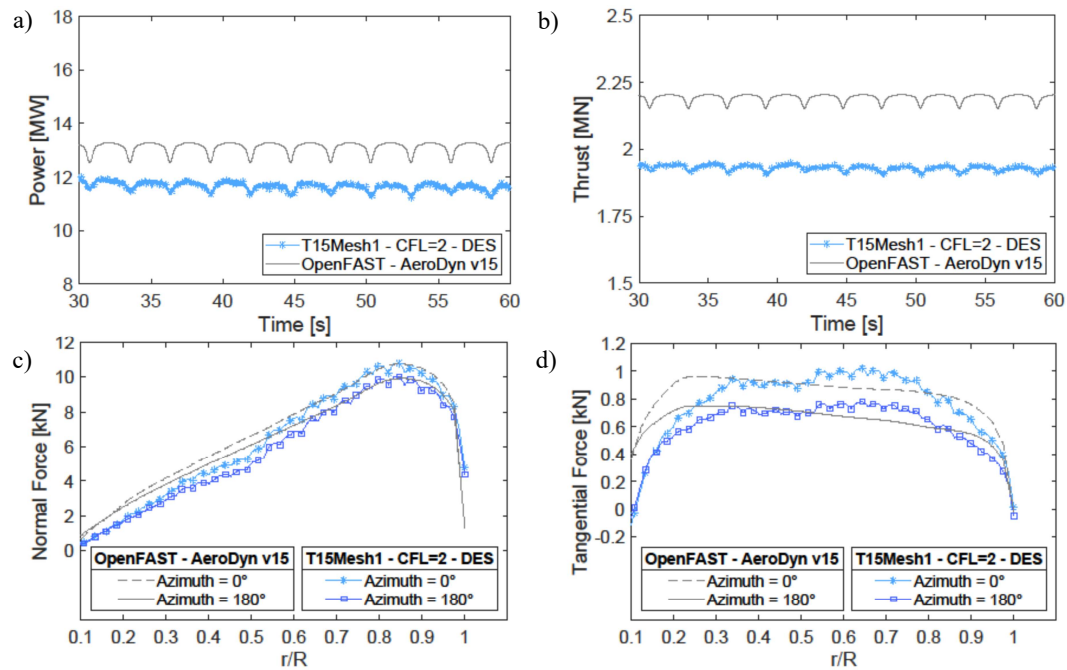 a)
Power [MW]
18
16
14
12
10
8
T15Mesh1 - CFL=2 - DES
OpenFAST - AeroDyn v15
30 35 40 45 50 55 60
Time [s]
b)
Thrust [MN]
2.5
2.25
2
1.75
1.5
T15Mesh1 - CFL=2 - DES
OpenFAST - AeroDyn v15
30 35 40 45 50 55 60
Time [s]
c)
Normal Force [kN]
12
10
8
6
4
2
0
OpenFAST - AeroDyn v15
Azimuth = 0°
Azimuth = 180°
T15Mesh1 - CFL=2 - DES
Azimuth = 0°
Azimuth = 180°
0.1 0.2 0.3 0.4 0.5 0.6 0.7 0.8 0.9 1
r/R
d)
Tangential Force [kN]
1.2
1
0.8
0.6
0.4
0.2
0
-0.2
OpenFAST - AeroDyn v15
Azimuth = 0°
Azimuth = 180°
T15Mesh1 - CFL=2 - DES
Azimuth = 0°
Azimuth = 180°
0.1 0.2 0.3 0.4 0.5 0.6 0.7 0.8 0.9 1
r/R